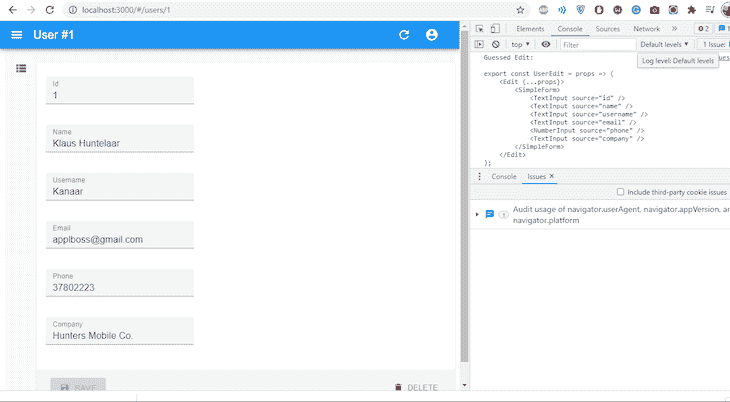 localhost:3000/#/users/1
User #1
Id
1
Name
Klaus Huntelaar
Username
Kanaar
Email
applboss@gmail.com
Phone
37802223
Company
Hunters Mobile Co.
SAVE
DELETE
Elements Console Sources Network » 2 1
top ▼ Filter Default levels ▼ 1 Issue:
Log level: Default levels
Guessed Edit:
export const UserEdit = props => (
<Edit {...props}>
<SimpleForm>
<TextInput source="id" />
<TextInput source="name" />
<TextInput source="username" />
<TextInput source="email" />
<NumberInput source="phone" />
<TextInput source="company" />
</SimpleForm>
</Edit>
);
Console Issues ×
Include third-party cookie issues
1 Audit usage of navigator.userAgent, navigator.appVersion, an
navigator.platform